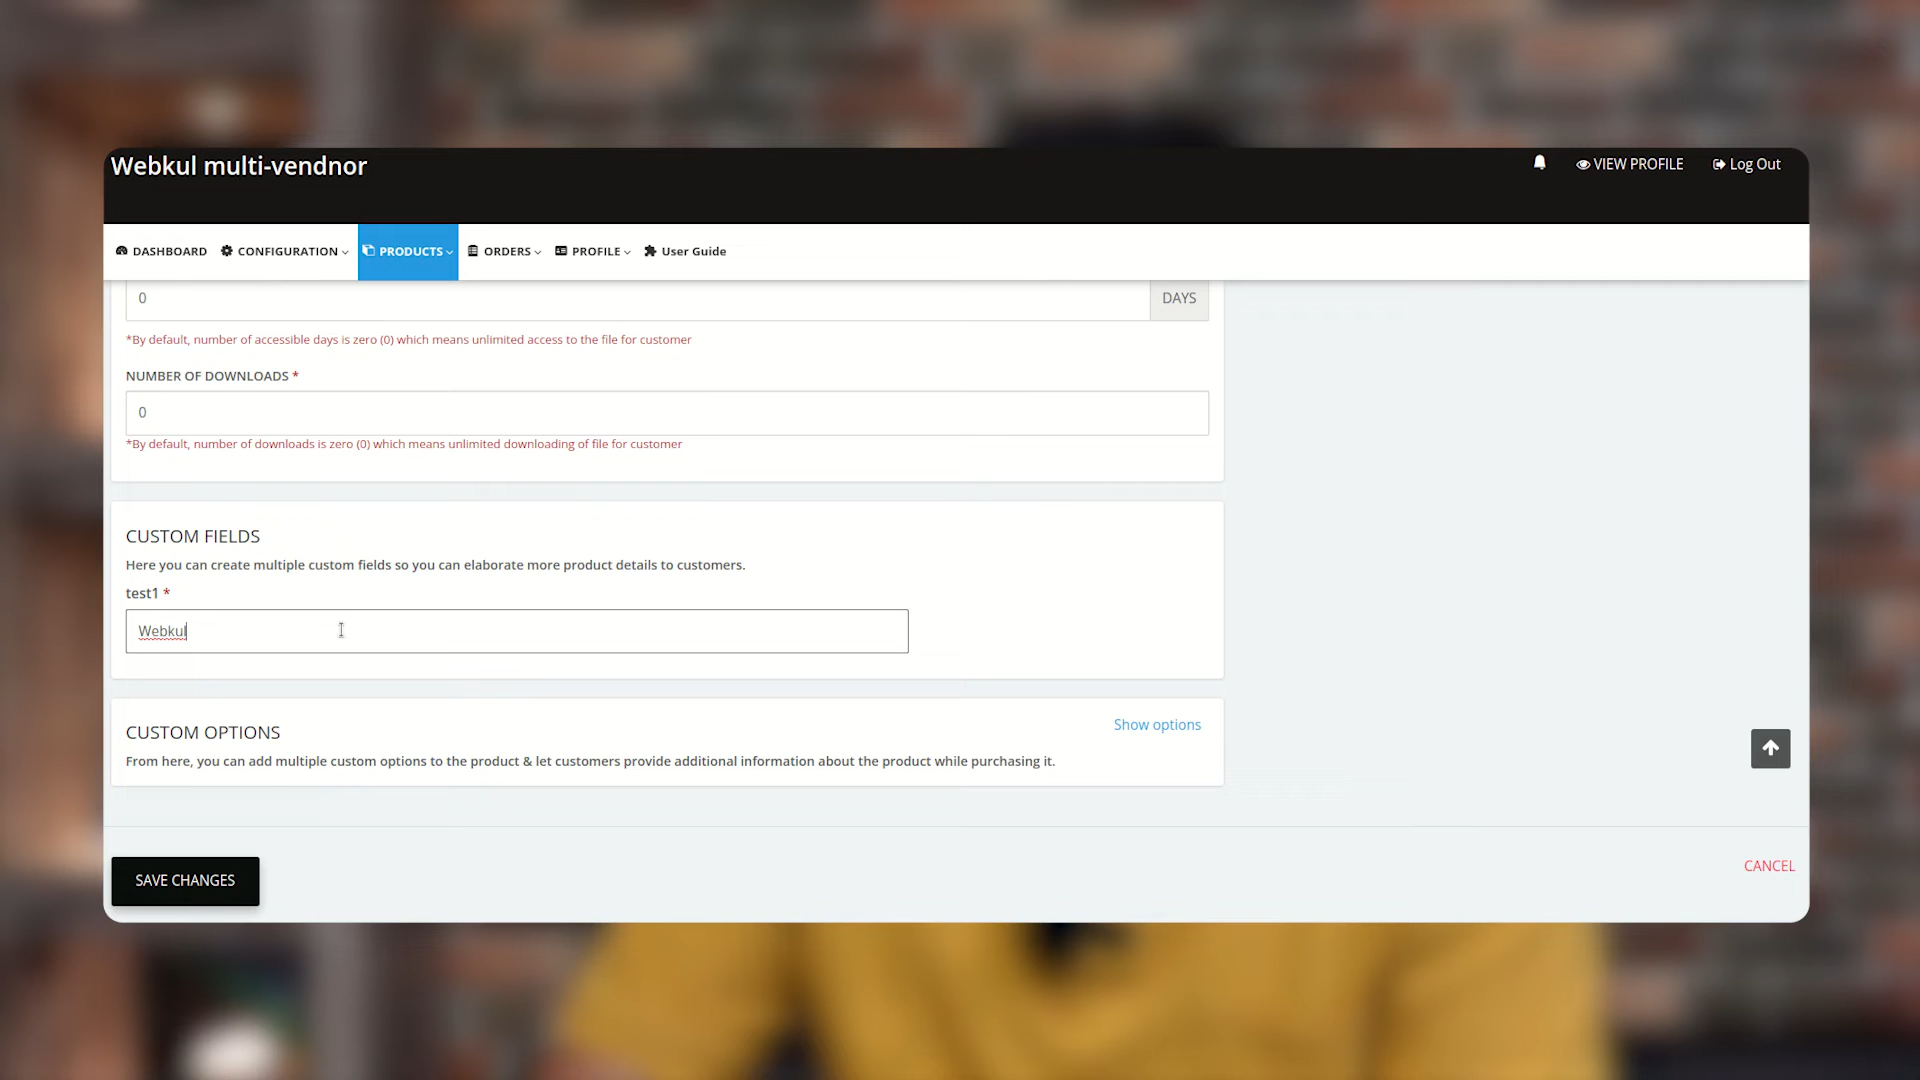 Webkul multi-vendnor
VIEW PROFILE
Log Out
DASHBOARD
CONFIGURATION
PRODUCTS
ORDERS
PROFILE
User Guide
0
DAYS
*By default, number of accessible days is zero (0) which means unlimited access to the file for customer
NUMBER OF DOWNLOADS *
0
*By default, number of downloads is zero (0) which means unlimited downloading of file for customer
CUSTOM FIELDS
Here you can create multiple custom fields so you can elaborate more product details to customers.
test1 *
Webkul
CUSTOM OPTIONS
Show options
From here, you can add multiple custom options to the product & let customers provide additional information about the product while purchasing it.
SAVE CHANGES
CANCEL